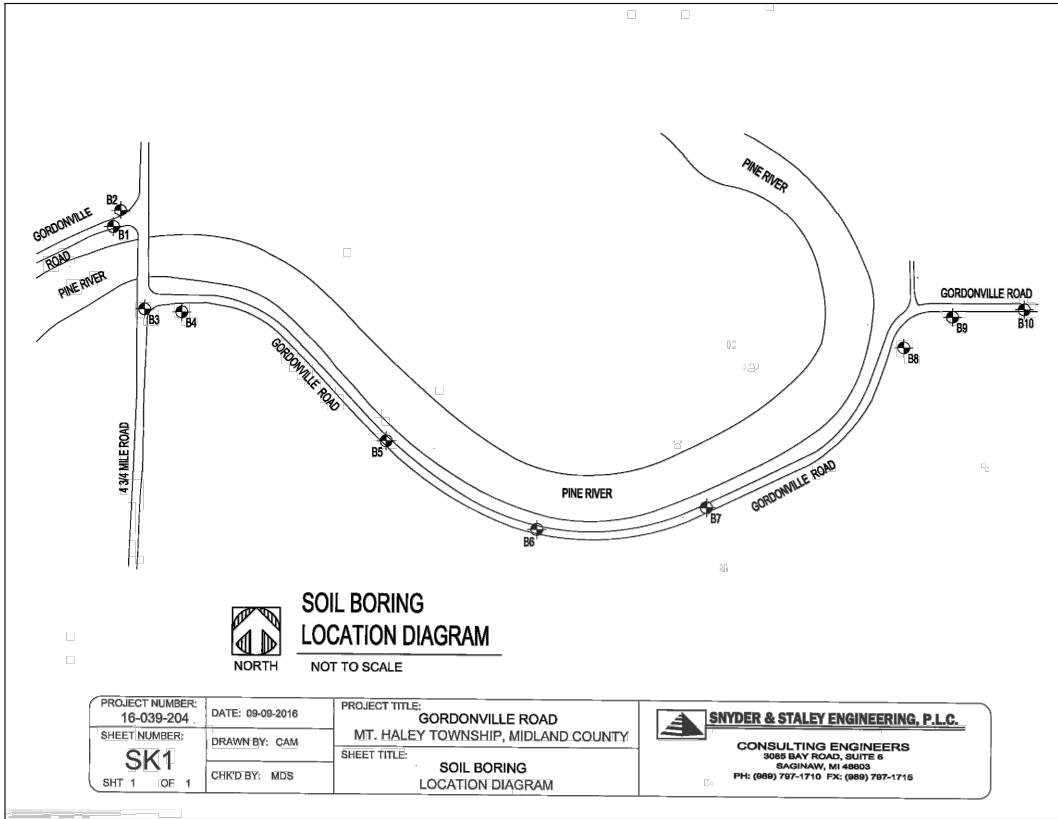 PINE RIVER
B2
GORDONVILLE
B1
ROAD
PINE RIVER
GORDONVILLE ROAD
B3
B4
B9
B10
GORDONVILLE ROAD
B8
4 3/4 MILE ROAD
B5
PINE RIVER
GORDONVILLE ROAD
B7
B6
SOIL BORING
LOCATION DIAGRAM
NORTH
NOT TO SCALE
PROJECT NUMBER:
16-039-204
SHEET NUMBER:
SK1
SHT 1 OF 1
DATE: 09-09-2016
DRAWN BY: CAM
CHK'D BY: MDS
PROJECT TITLE:
GORDONVILLE ROAD
MT. HALEY TOWNSHIP, MIDLAND COUNTY
SHEET TITLE:
SOIL BORING
LOCATION DIAGRAM
SNYDER & STALEY ENGINEERING, P.L.C.
CONSULTING ENGINEERS
3085 BAY ROAD, SUITE 6
SAGINAW, MI 48603
PH: (989) 797-1710 FX: (989) 797-1715